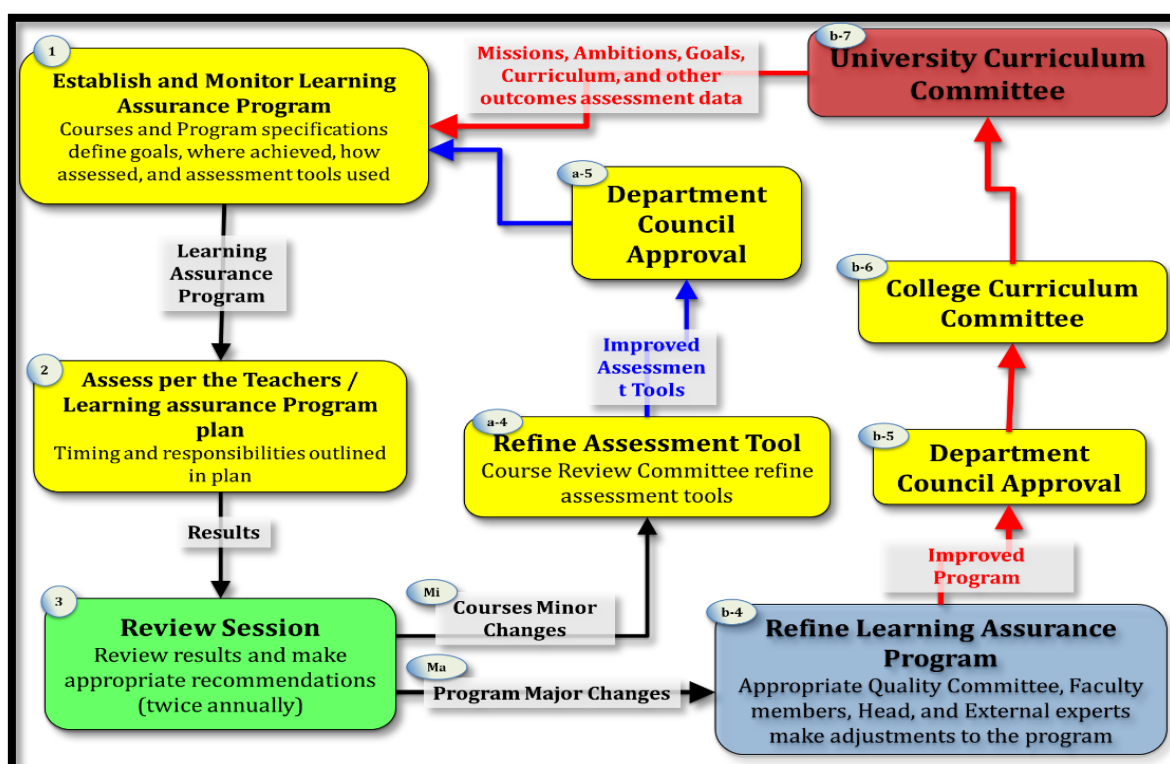 1
Establish and Monitor Learning
Assurance Program
Courses and Program specifications
define goals, where achieved, how
assessed, and assessment tools used
Learning
Assurance
Program
2
Assess per the Teachers /
Learning assurance Program
plan
Timing and responsibilities outlined
in plan
Results
3
Review Session
Review results and make
appropriate recommendations
(twice annually)
Mi
Courses Minor
Changes
Ma
Program Major Changes
a-4
Refine Assessment Tool
Course Review Committee refine
assessment tools
Improved
Assessmen
t Tools
a-5
Department
Council
Approval
b-4
Refine Learning Assurance
Program
Appropriate Quality Committee, Faculty
members, Head, and External experts
make adjustments to the program
Improved
Program
b-5
Department
Council Approval
b-6
College Curriculum
Committee
b-7
University Curriculum
Committee
Missions, Ambitions, Goals,
Curriculum, and other
outcomes assessment data